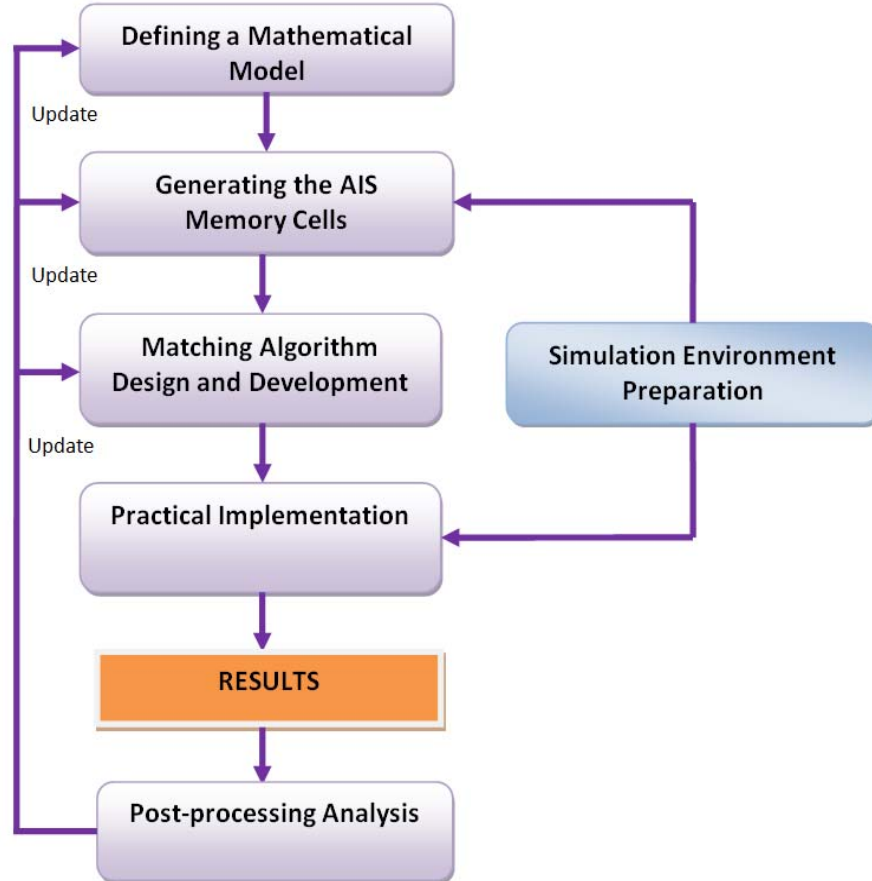 Defining a Mathematical
Model
Update
Generating the AIS
Memory Cells
Update
Matching Algorithm
Design and Development
Simulation Environment
Preparation
Update
Practical Implementation
RESULTS
Post-processing Analysis